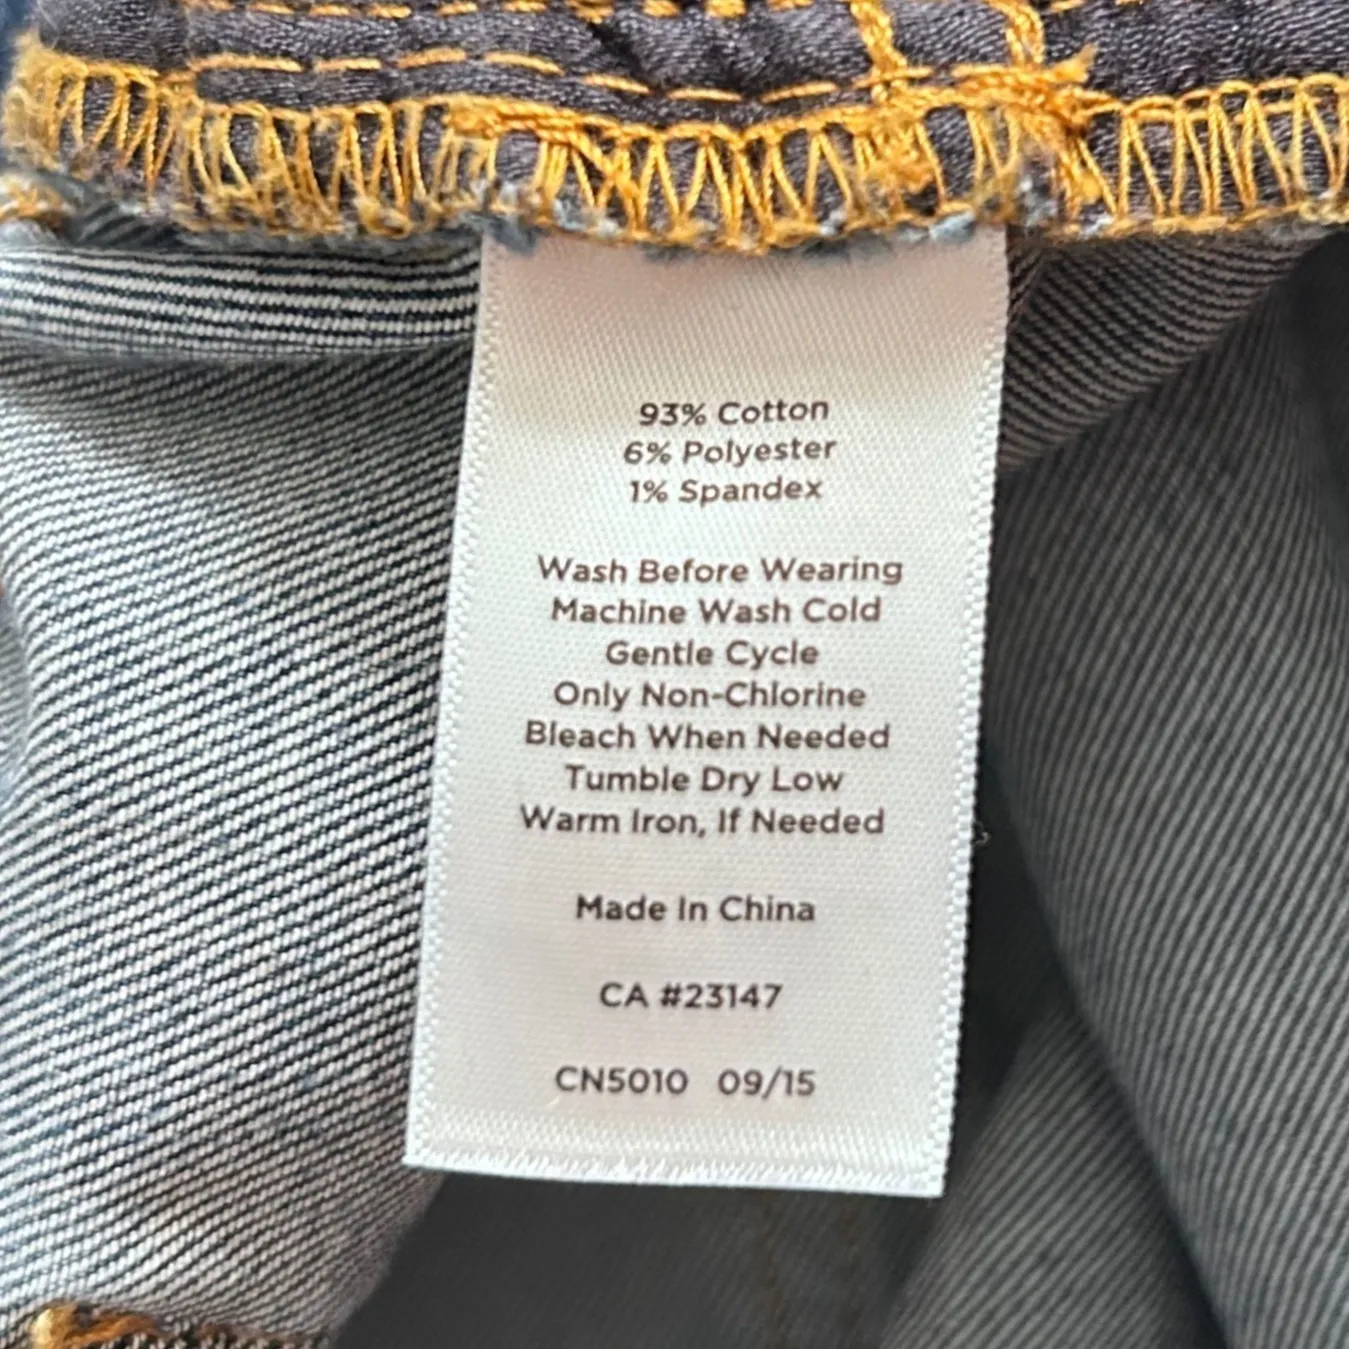 93% Cotton
6% Polyester
1% Spandex
Wash Before Wearing
Machine Wash Cold
Gentle Cycle
Only Non-Chlorine
Bleach When Needed
Tumble Dry Low
Warm Iron, If Needed
Made In China
CA #23147
CN5010 09/15